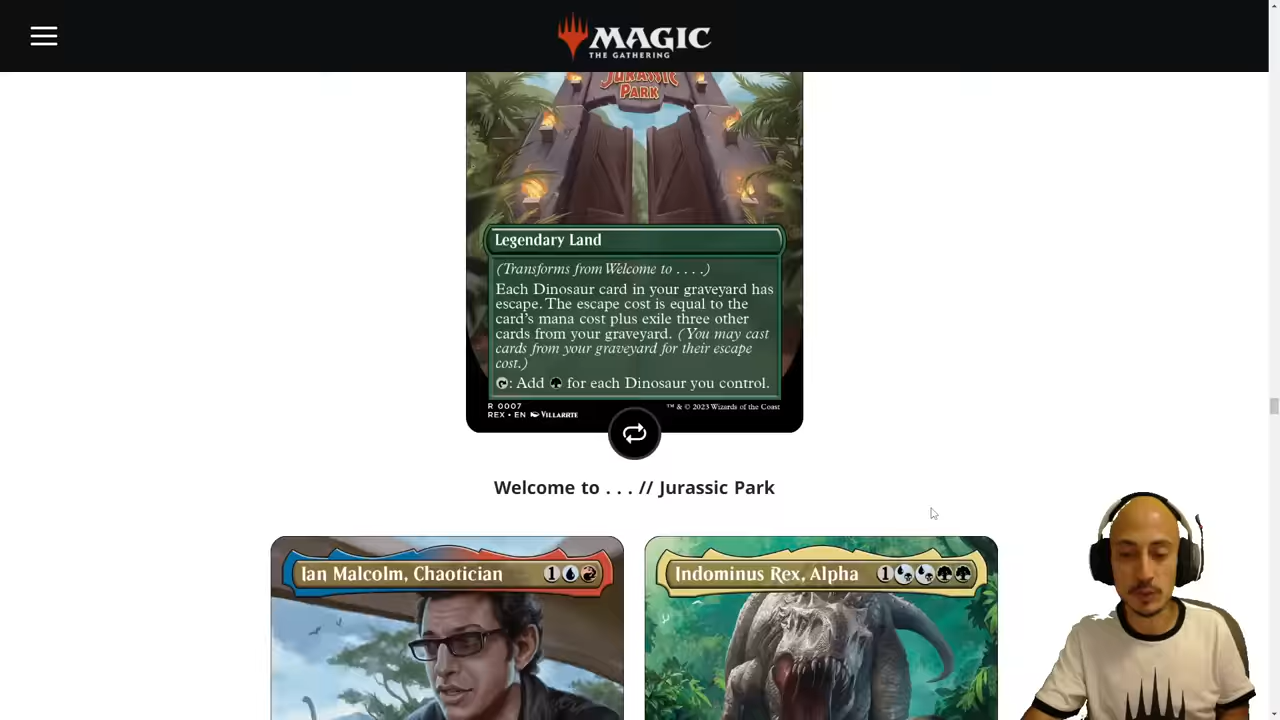 MAGIC
THE GATHERING
JURASSIC
PARK
Legendary Land
(Transforms from Welcome to . . . .)
Each Dinosaur card in your graveyard has
escape. The escape cost is equal to the
card's mana cost plus exile three other
cards from your graveyard. (You may cast
cards from your graveyard for their escape
cost.)
: Add for each Dinosaur you control.
R 0007
REX • EN VILLARRTE
™ & © 2023 Wizards of the Coast
Welcome to . . . // Jurassic Park
Ian Malcolm, Chaotician 1
Indominus Rex, Alpha 1